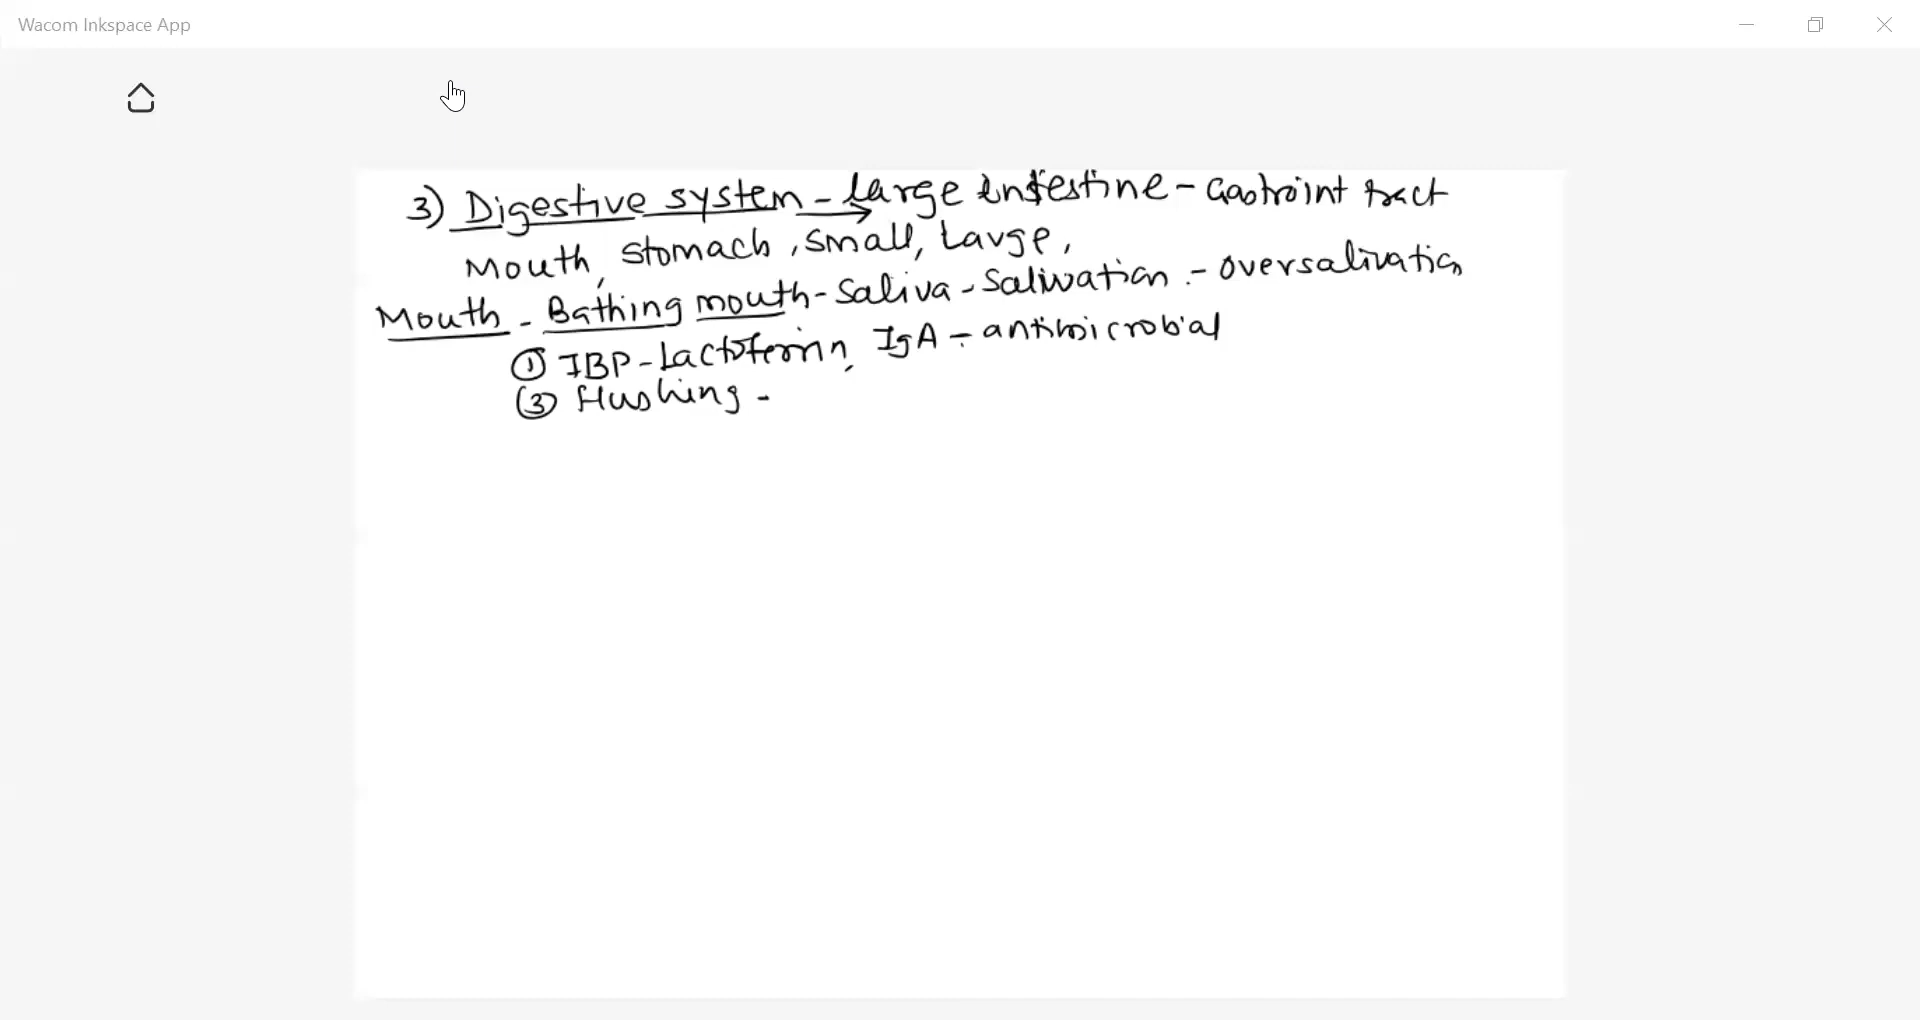 Wacom Inkspace App
3) Digestive system - large intestine - Gastroint tract
Mouth, stomach, small, Large,
Mouth - Bathing mouth - saliva - salivation - oversalivation
① IBP - Lactoferrin, IgA - antimicrobial
③ Flushing -